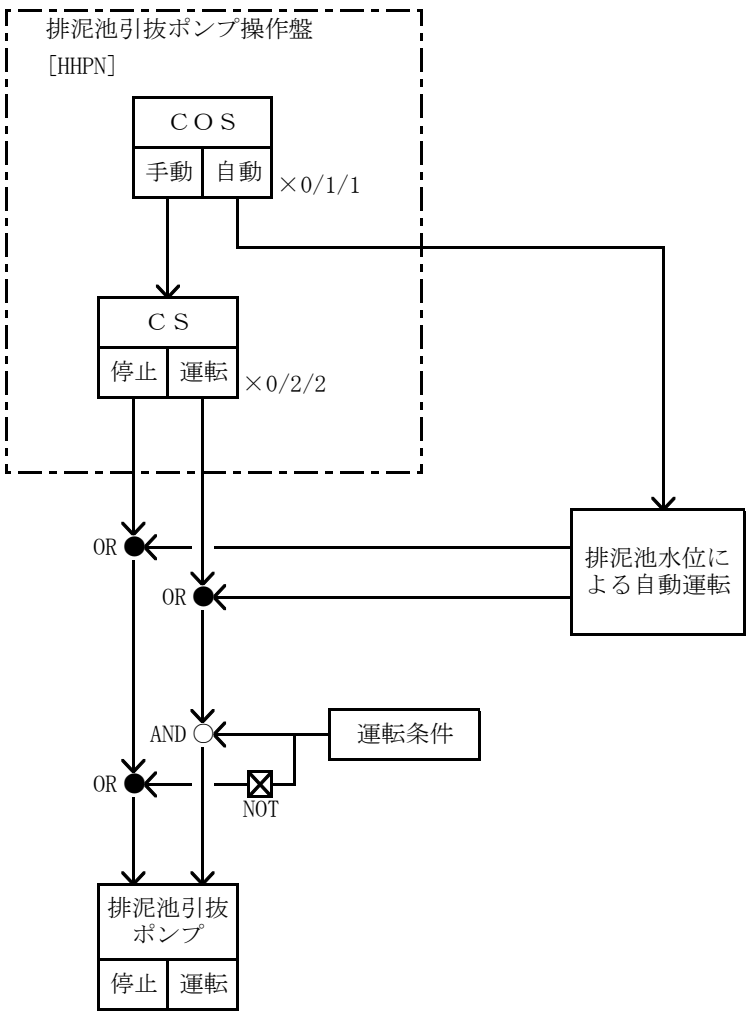 排泥池引抜ポンプ操作盤
[HHPN]
ＣＯＳ
手動 自動 ×0/1/1
ＣＳ
停止 運転 ×0/2/2
OR
排泥池水位に
よる自動運転
OR
AND 運転条件
OR
NOT
排泥池引抜
ポンプ
停止 運転